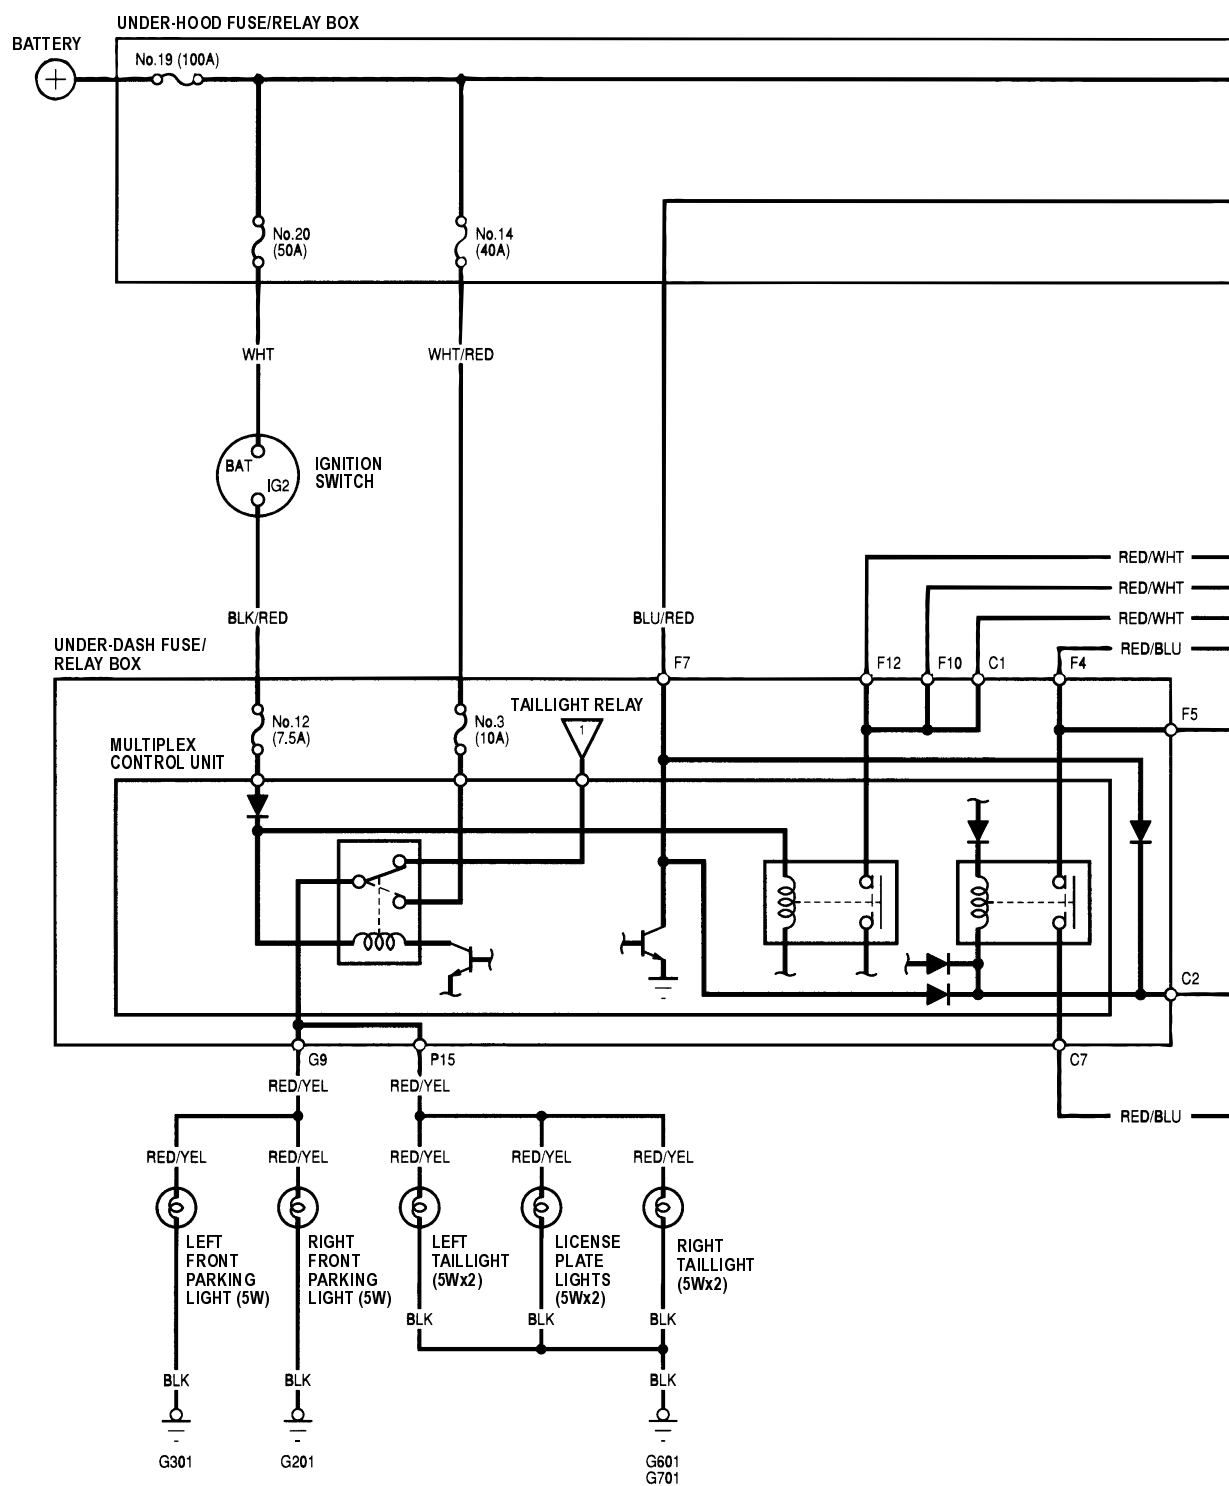 UNDER-HOOD FUSE/RELAY BOX
BATTERY
No.19 (100A)
No.20
(50A)
No.14
(40A)
WHT
WHT/RED
BAT
IG2
IGNITION
SWITCH
RED/WHT
RED/WHT
RED/WHT
RED/BLU
BLK/RED
BLU/RED
UNDER-DASH FUSE/
RELAY BOX
F7
F12
F10
C1
F4
F5
TAILLIGHT RELAY
1
No.12
(7.5A)
No.3
(10A)
MULTIPLEX
CONTROL UNIT
C2
G9
P15
C7
RED/YEL
RED/YEL
RED/BLU
RED/YEL
RED/YEL
RED/YEL
RED/YEL
RED/YEL
LEFT
FRONT
PARKING
LIGHT (5W)
RIGHT
FRONT
PARKING
LIGHT (5W)
LEFT
TAILLIGHT
(5Wx2)
LICENSE
PLATE
LIGHTS
(5Wx2)
RIGHT
TAILLIGHT
(5Wx2)
BLK
BLK
BLK
BLK
BLK
BLK
G301
G201
G601
G701